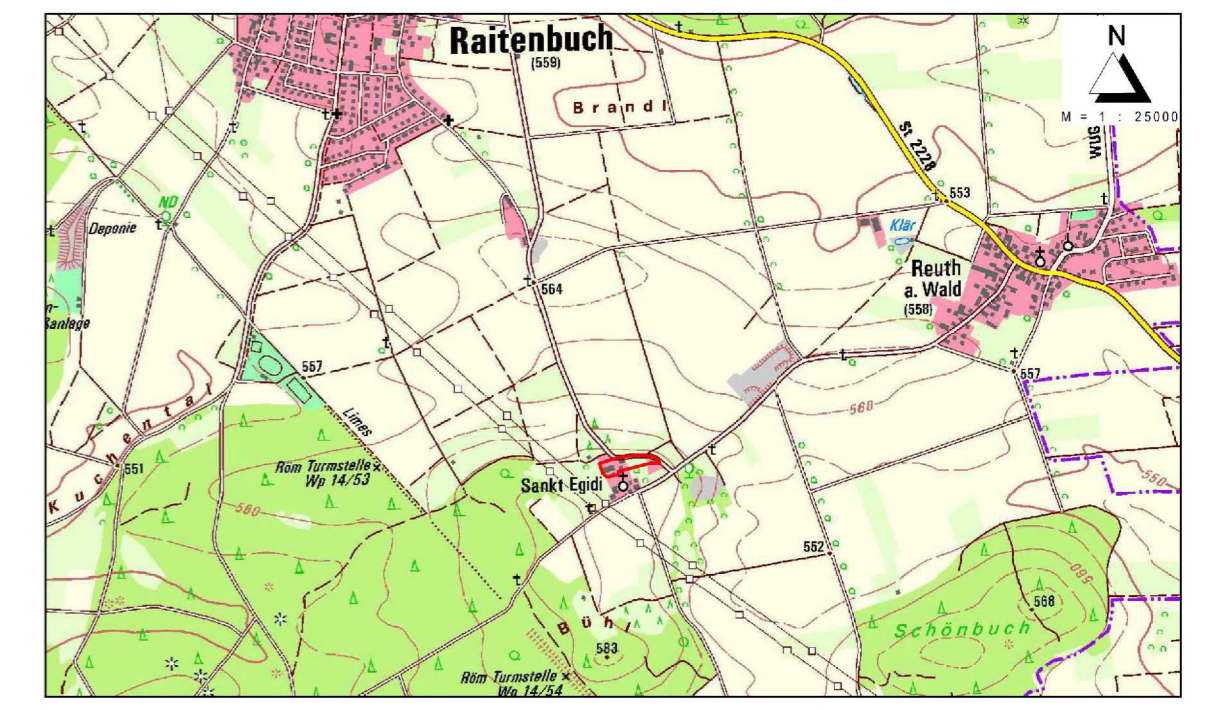 Raitenbuch
(559)
N
M = 1 : 25000
Brandl
St 2228
WUG
553
ND
Deponie
Klär
Reuth
a. Wald
(558)
564
557
557
Limes
560
Kuchental
551
Röm Turmstelle
Wp 14/53
Sankt Egidi
560
550
552
560
568
Schönbuch
Bühl
583
Röm Turmstelle
Wp 14/54